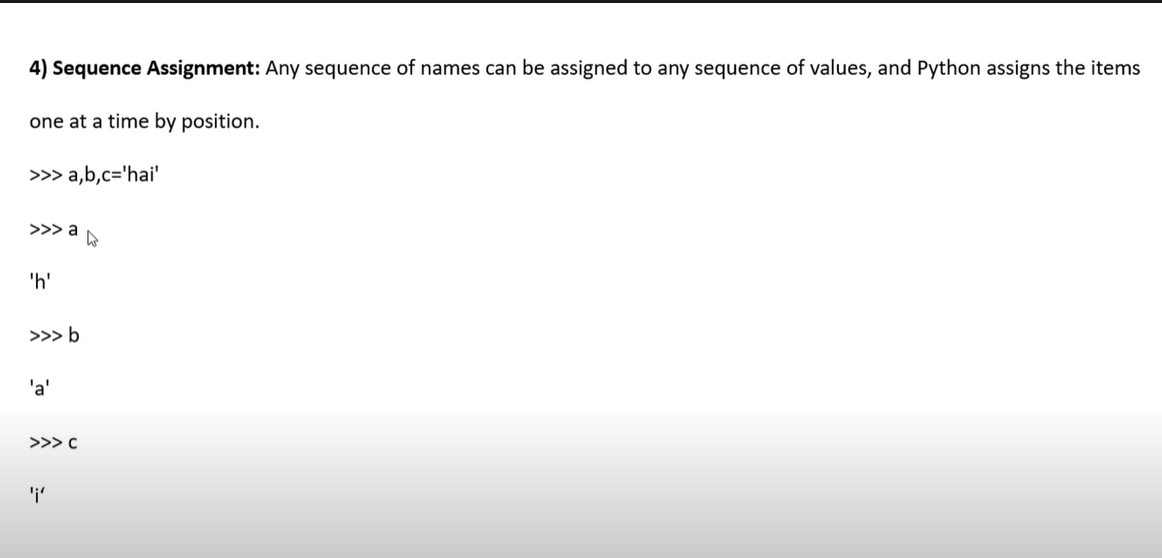 4) Sequence Assignment: Any sequence of names can be assigned to any sequence of values, and Python assigns the items
one at a time by position.
>>> a,b,c='hai'
>>> a
'h'
>>> b
'a'
>>> c
'i‘